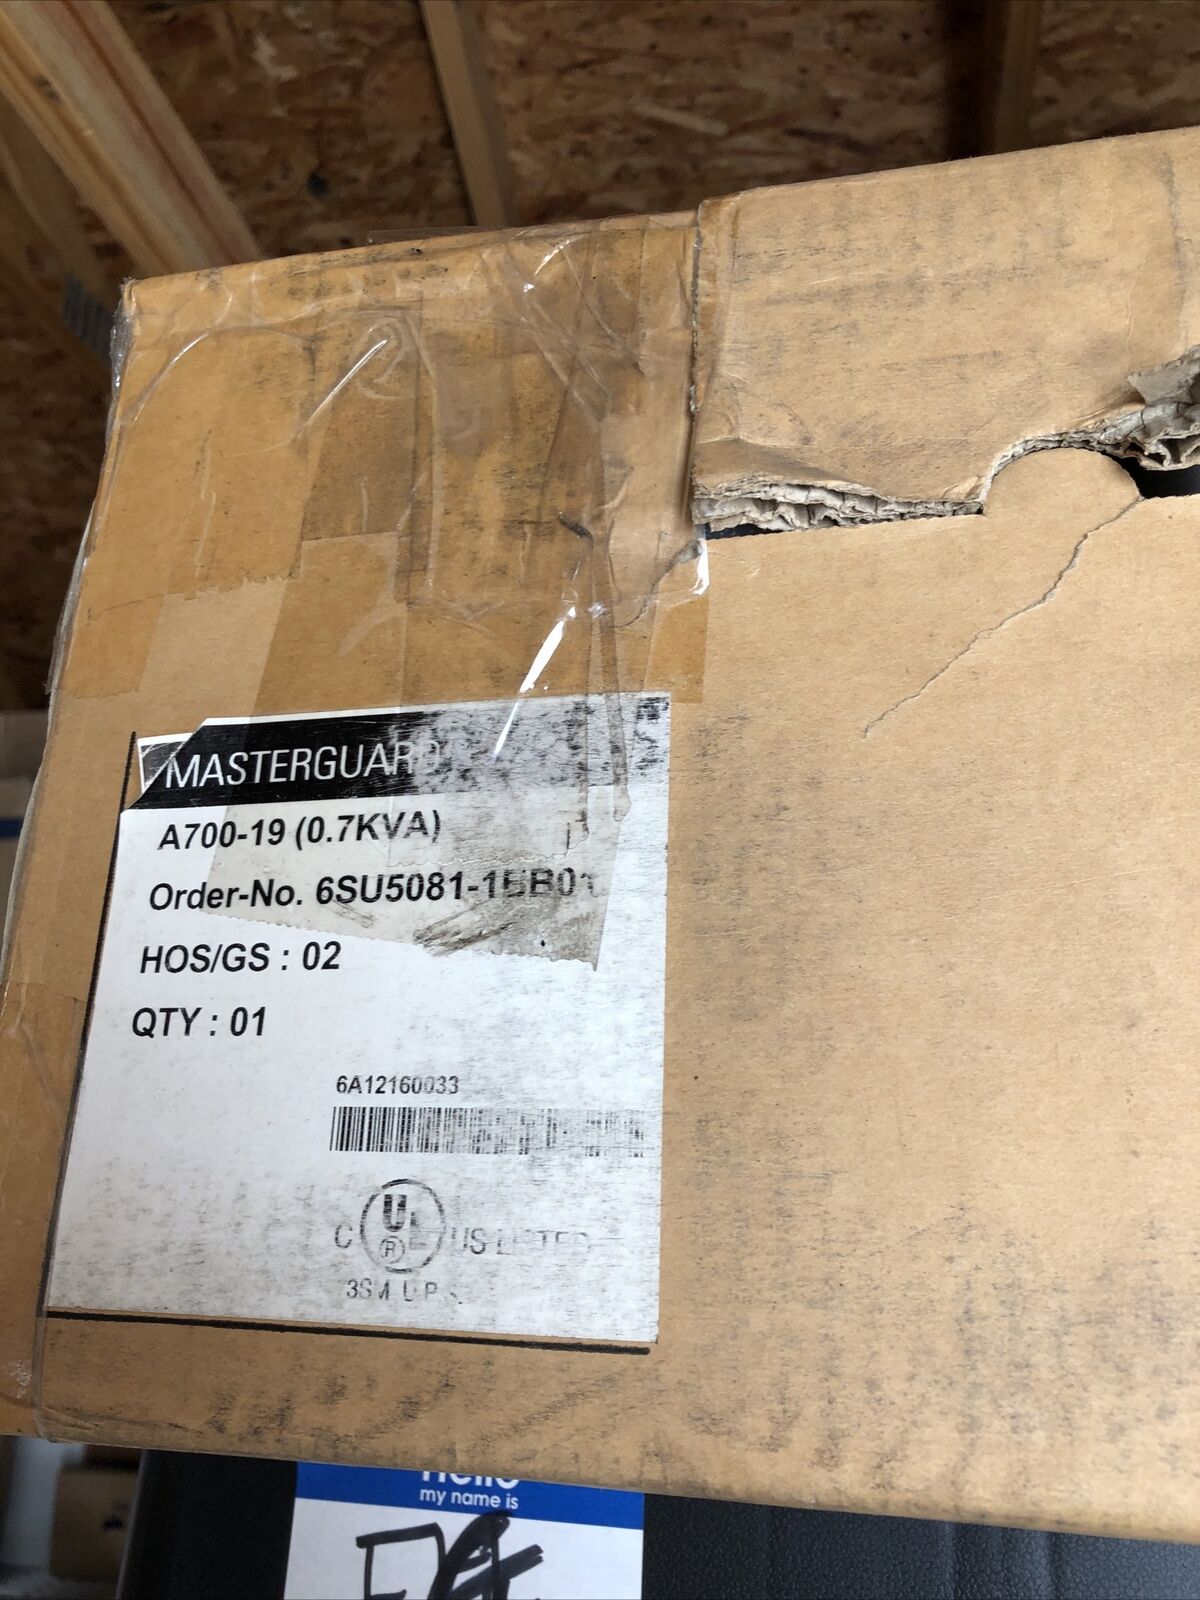 MASTERGUARD
A700-19 (0.7KVA)
Order-No. 6SU5081-1BB01
HOS/GS : 02
QTY : 01
6A12160033
C UL R US LISTED
Hello
my name is